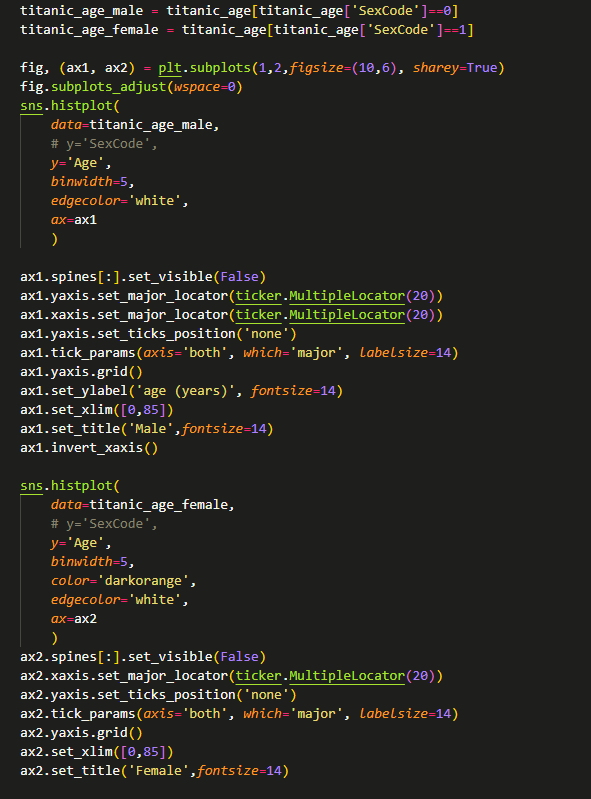 titanic_age_male = titanic_age[titanic_age['SexCode']==0]
titanic_age_female = titanic_age[titanic_age['SexCode']==1]

fig, (ax1, ax2) = plt.subplots(1,2,figsize=(10,6), sharey=True)
fig.subplots_adjust(wspace=0)
sns.histplot(
    data=titanic_age_male,
    # y='SexCode',
    y='Age',
    binwidth=5,
    edgecolor='white',
    ax=ax1
    )

ax1.spines[:].set_visible(False)
ax1.yaxis.set_major_locator(ticker.MultipleLocator(20))
ax1.xaxis.set_major_locator(ticker.MultipleLocator(20))
ax1.yaxis.set_ticks_position('none')
ax1.tick_params(axis='both', which='major', labelsize=14)
ax1.yaxis.grid()
ax1.set_ylabel('age (years)', fontsize=14)
ax1.set_xlim([0,85])
ax1.set_title('Male',fontsize=14)
ax1.invert_xaxis()

sns.histplot(
    data=titanic_age_female,
    # y='SexCode',
    y='Age',
    binwidth=5,
    color='darkorange',
    edgecolor='white',
    ax=ax2
    )
ax2.spines[:].set_visible(False)
ax2.xaxis.set_major_locator(ticker.MultipleLocator(20))
ax2.yaxis.set_ticks_position('none')
ax2.tick_params(axis='both', which='major', labelsize=14)
ax2.yaxis.grid()
ax2.set_xlim([0,85])
ax2.set_title('Female',fontsize=14)